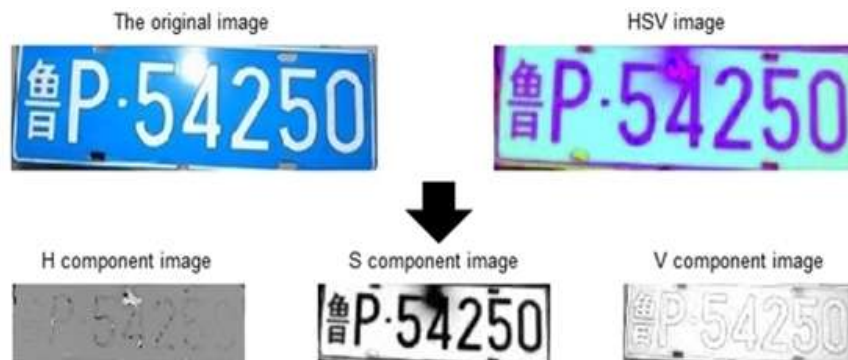 The original image
HSV image
鲁P·54250
鲁P·54250
H component image
S component image
V component image
P 54250
鲁P·54250
鲁P·54250